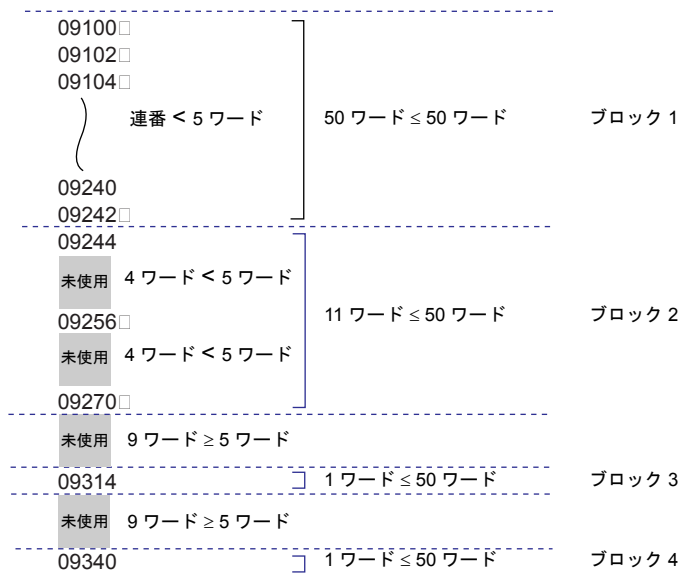 09100□
09102□
09104□
連番 < 5 ワード 50 ワード ≤ 50 ワード ブロック 1
09240
09242□
09244
未使用 4 ワード < 5 ワード
11 ワード ≤ 50 ワード ブロック 2
09256□
未使用 4 ワード < 5 ワード
09270□
未使用 9 ワード ≥ 5 ワード
09314 1 ワード ≤ 50 ワード ブロック 3
未使用 9 ワード ≥ 5 ワード
09340 1 ワード ≤ 50 ワード ブロック 4